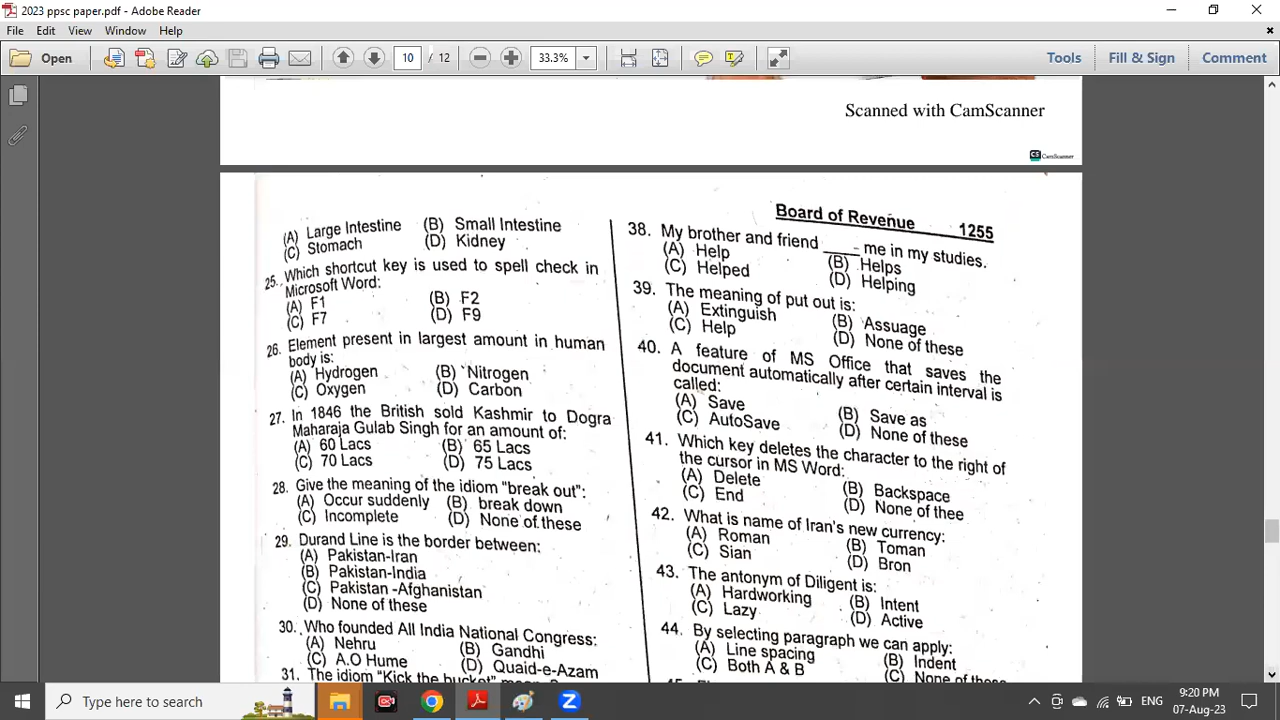 2023 ppsc paper.pdf - Adobe Reader
File Edit View Window Help
Open 10 / 12 33.3% Tools Fill & Sign Comment
Scanned with CamScanner
CS CamScanner
(A) Large Intestine (B) Small Intestine
(C) Stomach (D) Kidney
25. Which shortcut key is used to spell check in
Microsoft Word:
(A) F1 (B) F2
(C) F7 (D) F9
26. Element present in largest amount in human
body is:
(A) Hydrogen (B) Nitrogen
(C) Oxygen (D) Carbon
27. In 1846 the British sold Kashmir to Dogra
Maharaja Gulab Singh for an amount of:
(A) 60 Lacs (B) 65 Lacs
(C) 70 Lacs (D) 75 Lacs
28. Give the meaning of the idiom "break out":
(A) Occur suddenly (B) break down
(C) Incomplete (D) None of these
29. Durand Line is the border between:
(A) Pakistan-Iran
(B) Pakistan-India
(C) Pakistan -Afghanistan
(D) None of these
30. Who founded All India National Congress:
(A) Nehru (B) Gandhi
(C) A.O Hume (D) Quaid-e-Azam
31. The idiom "Kick the bucket"
Board of Revenue 1255
38. My brother and friend ____ me in my studies.
(A) Help (B) Helps
(C) Helped (D) Helping
39. The meaning of put out is:
(A) Extinguish (B) Assuage
(C) Help (D) None of these
40. A feature of MS Office that saves the
document automatically after certain interval is
called:
(A) Save (B) Save as
(C) AutoSave (D) None of these
41. Which key deletes the character to the right of
the cursor in MS Word:
(A) Delete (B) Backspace
(C) End (D) None of thee
42. What is name of Iran's new currency:
(A) Roman (B) Toman
(C) Sian (D) Bron
43. The antonym of Diligent is:
(A) Hardworking (B) Intent
(C) Lazy (D) Active
44. By selecting paragraph we can apply:
(A) Line spacing (B) Indent
(C) Both A & B (C) None of these
Type here to search
ENG
9:20 PM
07-Aug-23